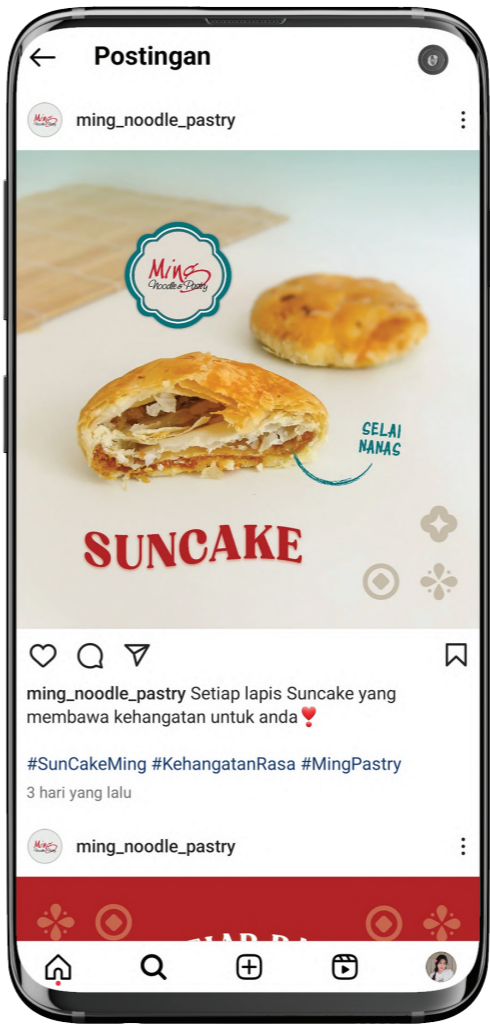 Postingan
ming_noodle_pastry
Ming
Noodle & Pastry
SELAI
NANAS
SUNCAKE
ming_noodle_pastry Setiap lapis Suncake yang
membawa kehangatan untuk anda
#SunCakeMing #KehangatanRasa #MingPastry
3 hari yang lalu
ming_noodle_pastry